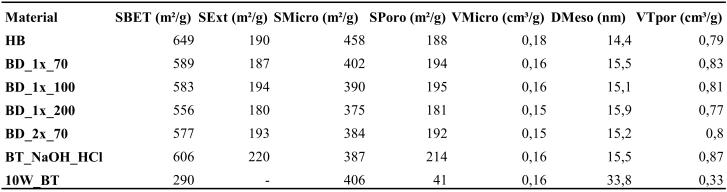 Material SBET (m²/g) SExt (m²/g) SMicro (m²/g) SPoro (m²/g) VMicro (cm³/g) DMeso (nm) VTpor (cm³/g)
HB 649 190 458 188 0,18 14,4 0,79
BD_1x_70 589 187 402 194 0,16 15,5 0,83
BD_1x_100 583 194 390 195 0,16 15,1 0,81
BD_1x_200 556 180 375 181 0,15 15,9 0,77
BD_2x_70 577 193 384 192 0,15 15,2 0,8
BT_NaOH_HCl 606 220 387 214 0,16 15,5 0,87
10W_BT 290 - 406 41 0,16 33,8 0,33